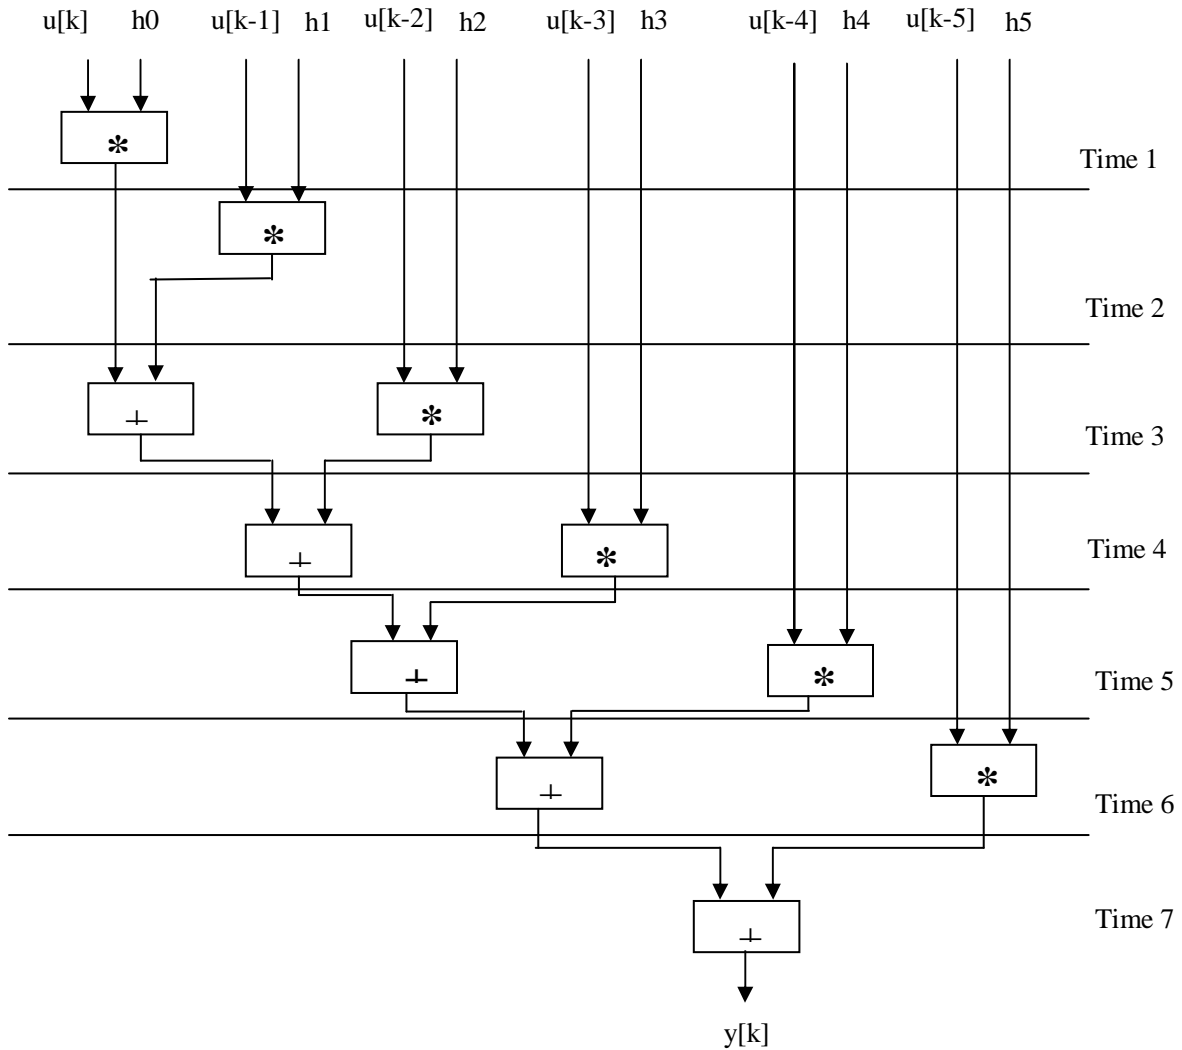 u[k] h0 u[k-1] h1 u[k-2] h2 u[k-3] h3 u[k-4] h4 u[k-5] h5
*
Time 1
*
Time 2
+ *
Time 3
+ *
Time 4
+ *
Time 5
+ *
Time 6
+
Time 7
y[k]